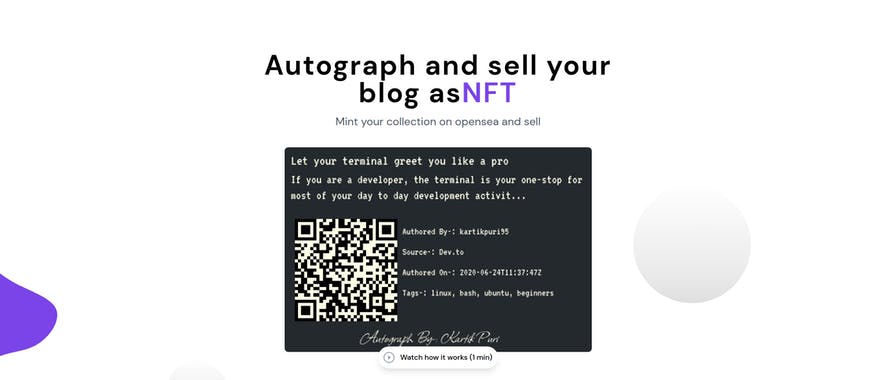 Autograph and sell your
blog asNFT
Mint your collection on opensea and sell
Let your terminal greet you like a pro
If you are a developer, the terminal is your one-stop for
most of your day to day development activit...
Authored By-: kartikpuri95
Source-: Dev.to
Authored On-: 2020-06-24T11:37:47Z
Tags-: linux, bash, ubuntu, beginners
Autograph By-: Kartik Puri
Watch how it works (1 min)